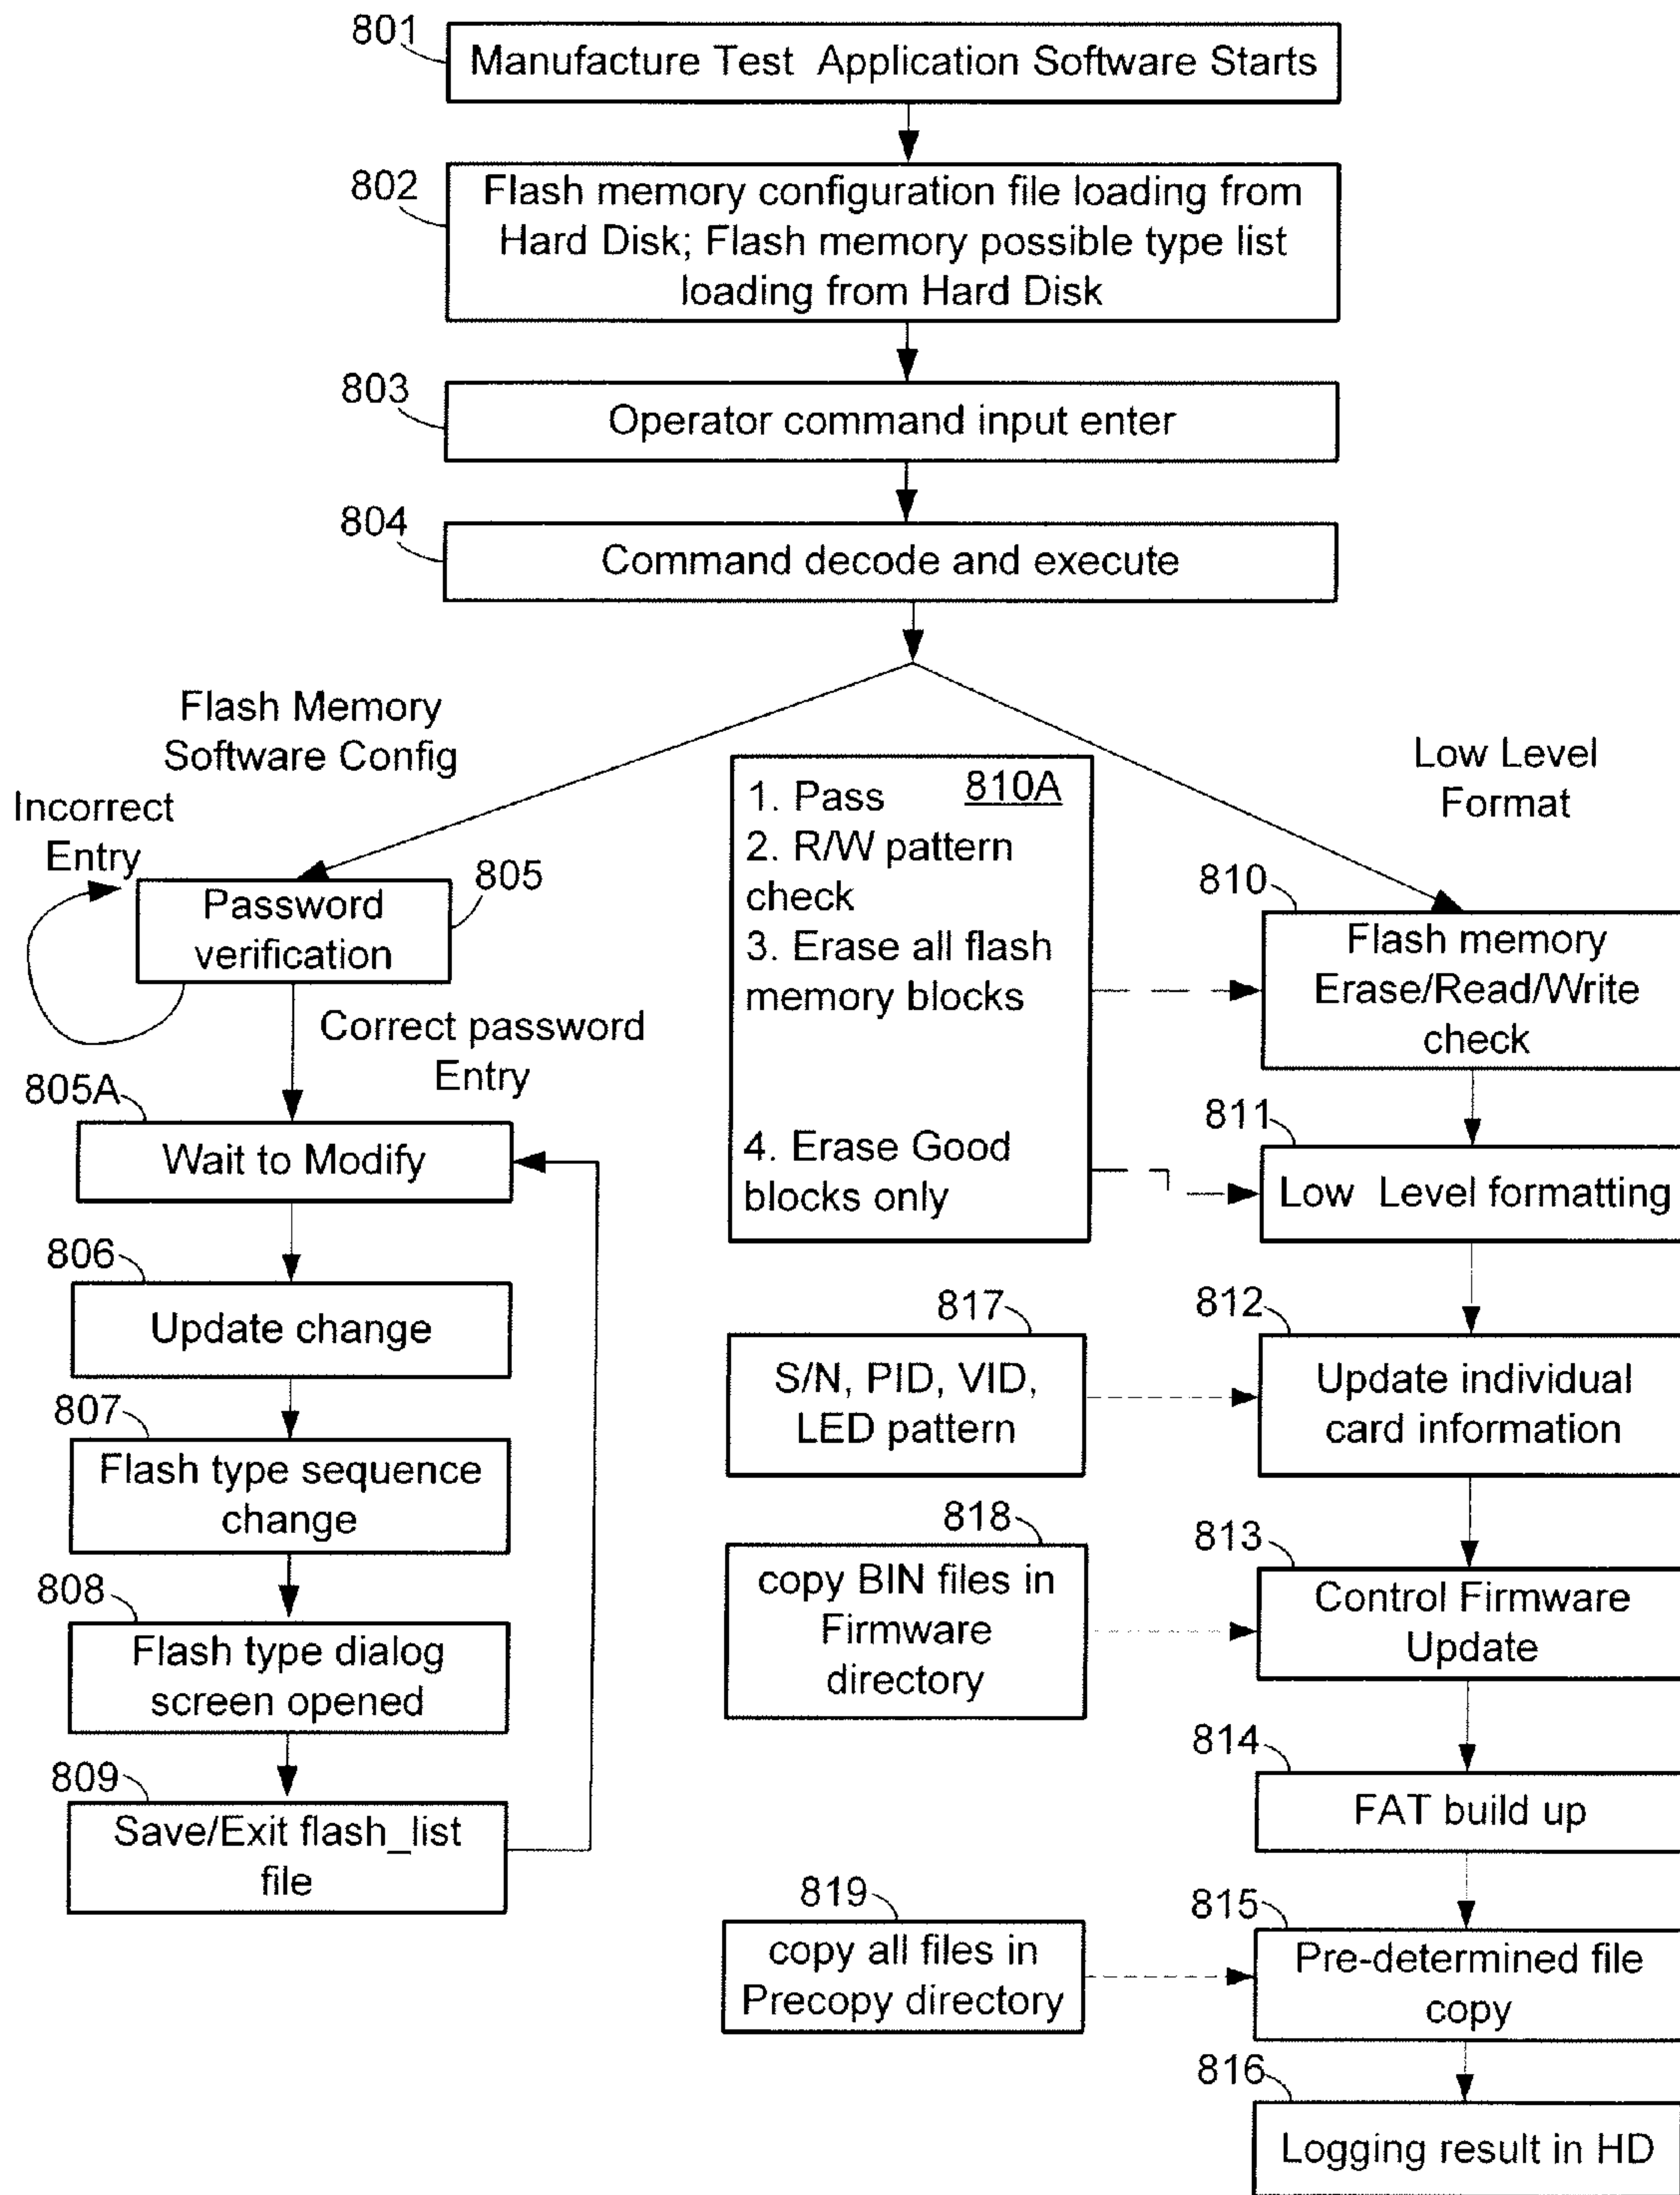 801
Manufacture Test Application Software Starts
802
Flash memory configuration file loading from
Hard Disk; Flash memory possible type list
loading from Hard Disk
803
Operator command input enter
804
Command decode and execute
Flash Memory
Software Config
Low Level
Format
Incorrect
Entry
805
Password
verification
Correct password
Entry
805A
Wait to Modify
806
Update change
807
Flash type sequence
change
808
Flash type dialog
screen opened
809
Save/Exit flash_list
file
810A
1. Pass
2. R/W pattern
check
3. Erase all flash
memory blocks
4. Erase Good
blocks only
810
Flash memory
Erase/Read/Write
check
811
Low Level formatting
817
S/N, PID, VID,
LED pattern
812
Update individual
card information
818
copy BIN files in
Firmware
directory
813
Control Firmware
Update
814
FAT build up
819
copy all files in
Precopy directory
815
Pre-determined file
copy
816
Logging result in HD